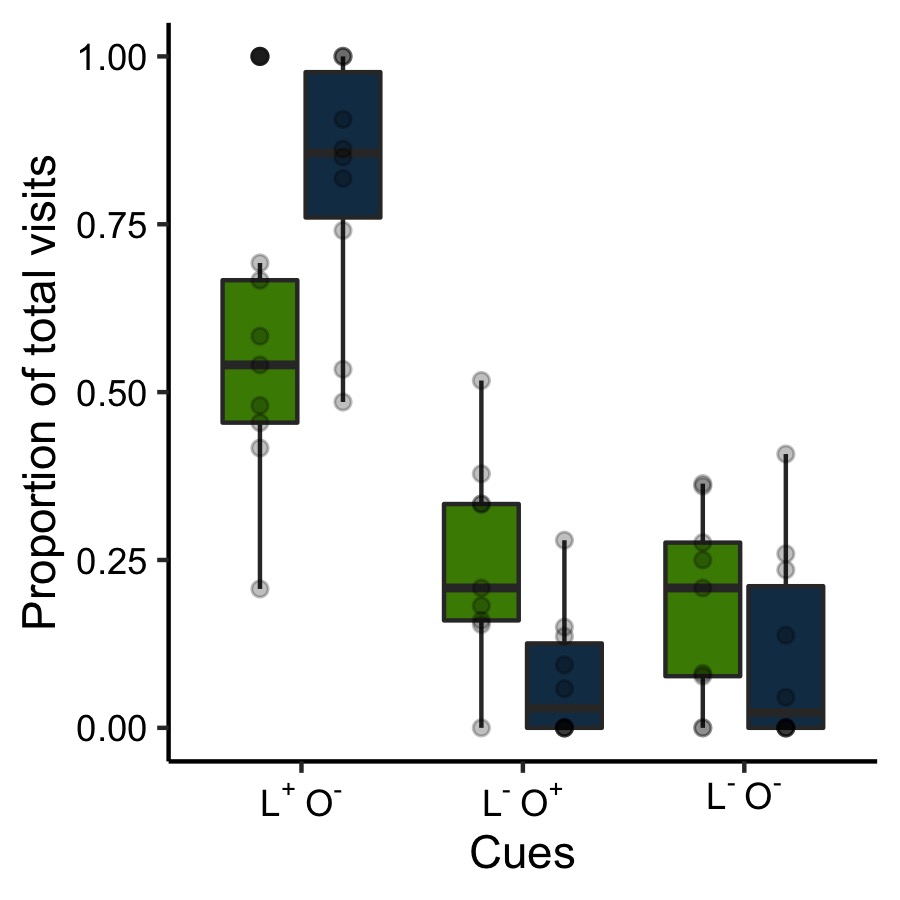 Proportion of total visits
1.00
0.75
0.50
0.25
0.00
L⁺ O⁻
L⁻ O⁺
L⁻ O⁻
Cues